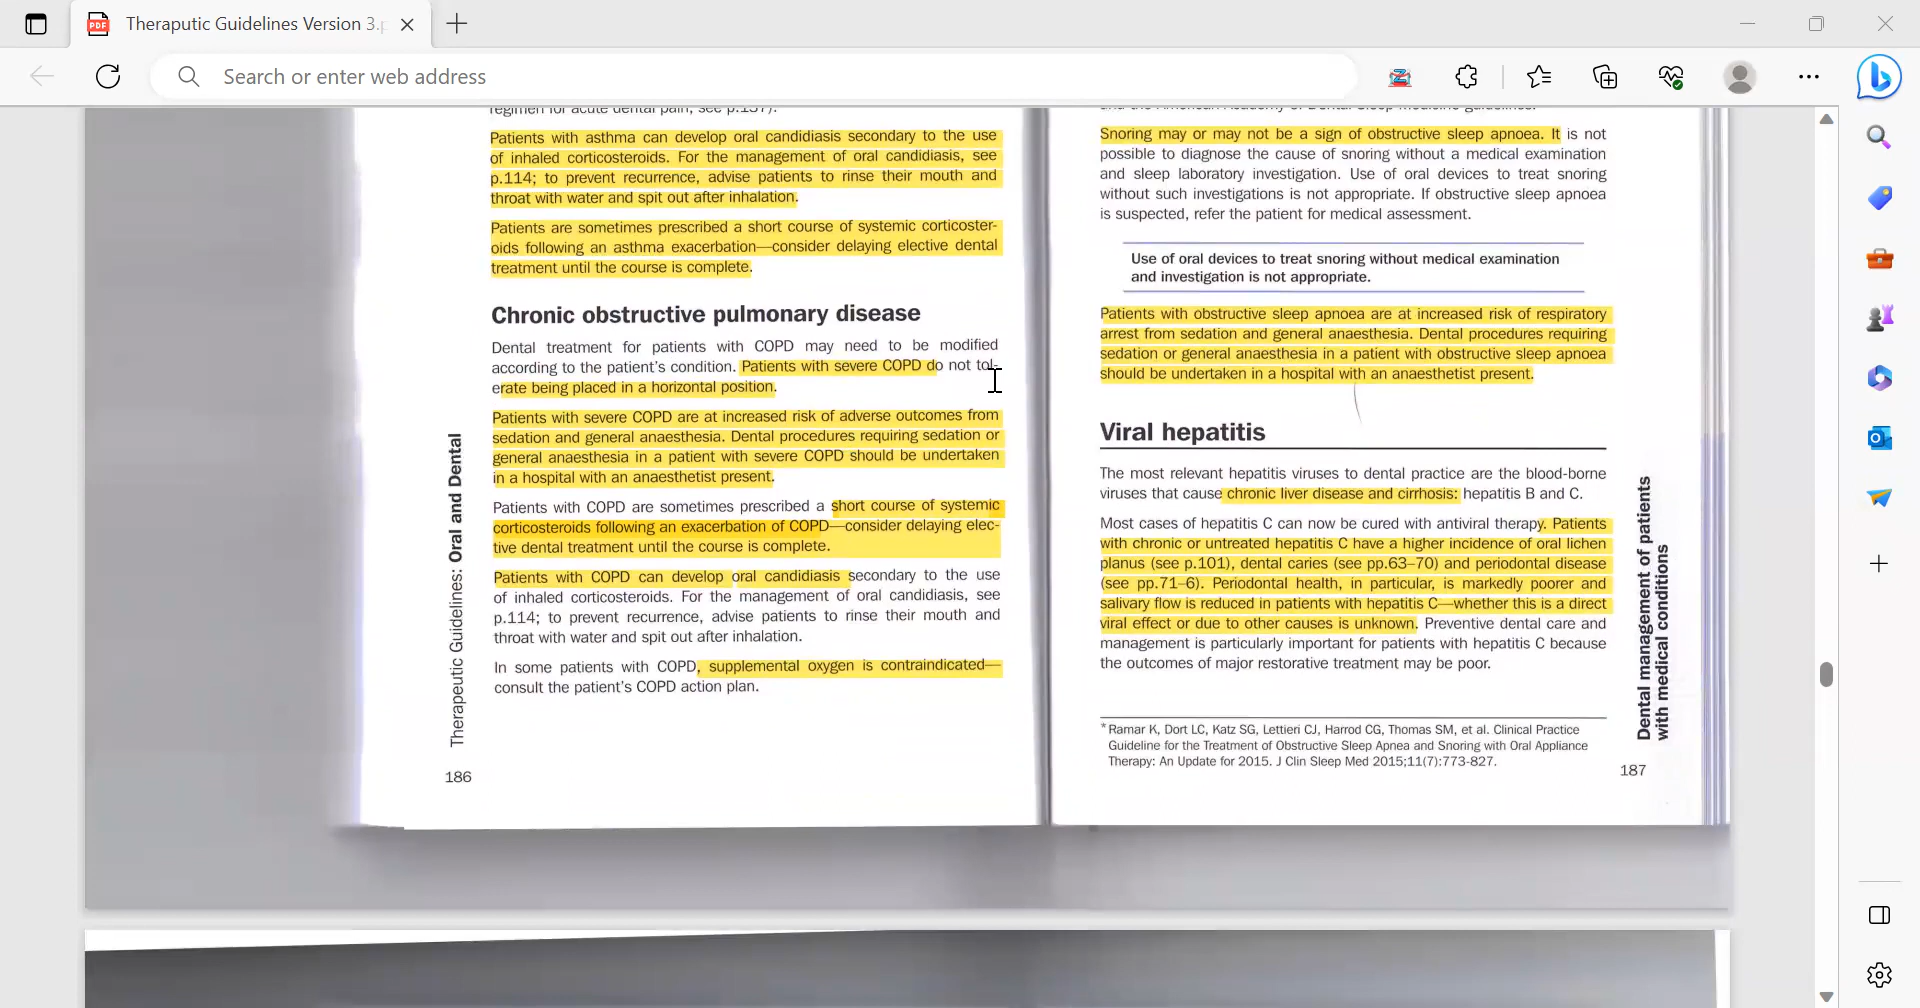 Theraputic Guidelines Version 3.p
Search or enter web address
regimen for acute dental pain, see p.137).
Patients with asthma can develop oral candidiasis secondary to the use
of inhaled corticosteroids. For the management of oral candidiasis, see
p.114; to prevent recurrence, advise patients to rinse their mouth and
throat with water and spit out after inhalation.
Patients are sometimes prescribed a short course of systemic corticoster-
oids following an asthma exacerbation—consider delaying elective dental
treatment until the course is complete.
Chronic obstructive pulmonary disease
Dental treatment for patients with COPD may need to be modified
according to the patient's condition. Patients with severe COPD do not tol-
erate being placed in a horizontal position.
Patients with severe COPD are at increased risk of adverse outcomes from
sedation and general anaesthesia. Dental procedures requiring sedation or
general anaesthesia in a patient with severe COPD should be undertaken
in a hospital with an anaesthetist present.
Patients with COPD are sometimes prescribed a short course of systemic
corticosteroids following an exacerbation of COPD—consider delaying elec-
tive dental treatment until the course is complete.
Patients with COPD can develop oral candidiasis secondary to the use
of inhaled corticosteroids. For the management of oral candidiasis, see
p.114; to prevent recurrence, advise patients to rinse their mouth and
throat with water and spit out after inhalation.
In some patients with COPD, supplemental oxygen is contraindicated—
consult the patient's COPD action plan.
Therapeutic Guidelines: Oral and Dental
186
and the American Academy of Dental Sleep Medicine guidelines.
Snoring may or may not be a sign of obstructive sleep apnoea. It is not
possible to diagnose the cause of snoring without a medical examination
and sleep laboratory investigation. Use of oral devices to treat snoring
without such investigations is not appropriate. If obstructive sleep apnoea
is suspected, refer the patient for medical assessment.
Use of oral devices to treat snoring without medical examination
and investigation is not appropriate.
Patients with obstructive sleep apnoea are at increased risk of respiratory
arrest from sedation and general anaesthesia. Dental procedures requiring
sedation or general anaesthesia in a patient with obstructive sleep apnoea
should be undertaken in a hospital with an anaesthetist present.
Viral hepatitis
The most relevant hepatitis viruses to dental practice are the blood-borne
viruses that cause chronic liver disease and cirrhosis: hepatitis B and C.
Most cases of hepatitis C can now be cured with antiviral therapy. Patients
with chronic or untreated hepatitis C have a higher incidence of oral lichen
planus (see p.101), dental caries (see pp.63–70) and periodontal disease
(see pp.71–6). Periodontal health, in particular, is markedly poorer and
salivary flow is reduced in patients with hepatitis C—whether this is a direct
viral effect or due to other causes is unknown. Preventive dental care and
management is particularly important for patients with hepatitis C because
the outcomes of major restorative treatment may be poor.
* Ramar K, Dort LC, Katz SG, Lettieri CJ, Harrod CG, Thomas SM, et al. Clinical Practice
Guideline for the Treatment of Obstructive Sleep Apnea and Snoring with Oral Appliance
Therapy: An Update for 2015. J Clin Sleep Med 2015;11(7):773-827.
Dental management of patients
with medical conditions
187